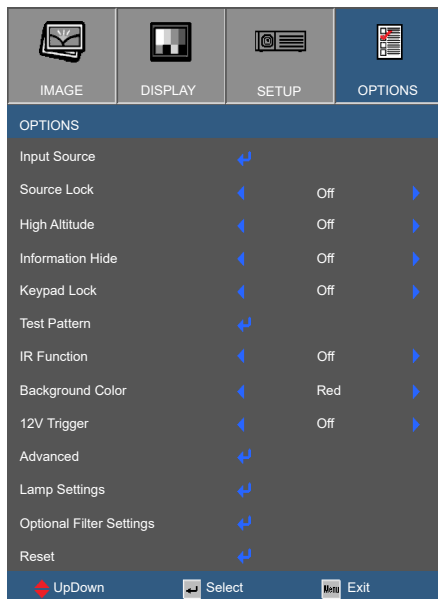 IMAGE DISPLAY SETUP OPTIONS
OPTIONS
Input Source
Source Lock Off
High Altitude Off
Information Hide Off
Keypad Lock Off
Test Pattern
IR Function Off
Background Color Red
12V Trigger Off
Advanced
Lamp Settings
Optional Filter Settings
Reset
UpDown Select Menu Exit